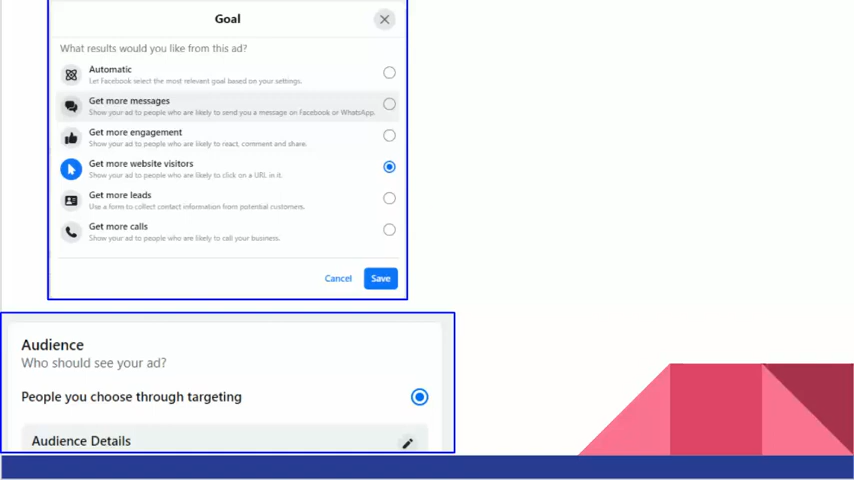 Goal
What results would you like from this ad?
Automatic
Let Facebook select the most relevant goal based on your settings.
Get more messages
Show your ad to people who are likely to send you a message on Facebook or WhatsApp.
Get more engagement
Show your ad to people who are likely to react, comment and share.
Get more website visitors
Show your ad to people who are likely to click on a URL in it.
Get more leads
Use a form to collect contact information from potential customers.
Get more calls
Show your ad to people who are likely to call your business.
Cancel Save
Audience
Who should see your ad?
People you choose through targeting
Audience Details